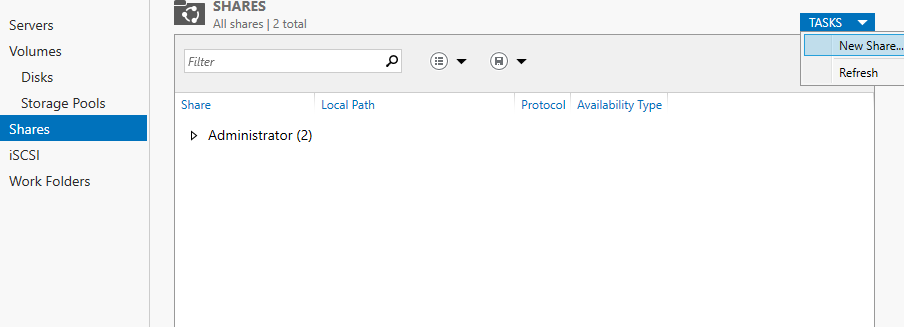 Servers
Volumes
Disks
Storage Pools
Shares
iSCSI
Work Folders
SHARES
All shares | 2 total
TASKS
New Share...
Refresh
Filter
Share Local Path Protocol Availability Type
Administrator (2)